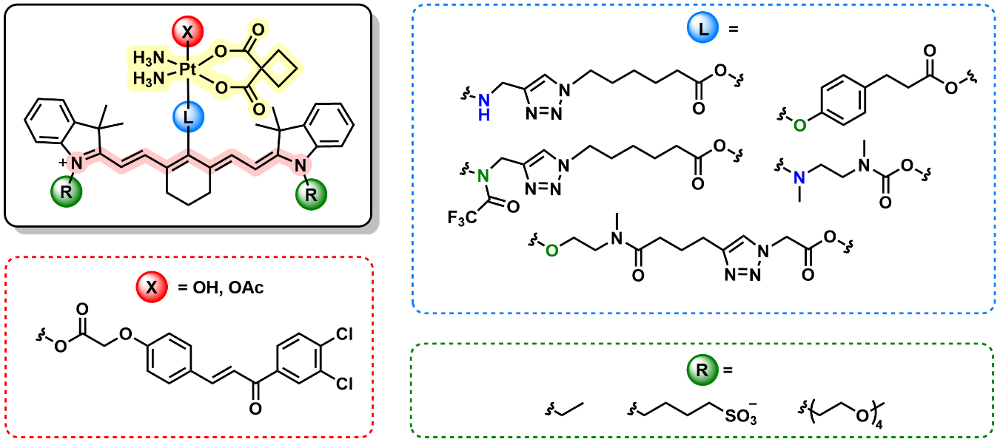 X
O
H₃N
O
Pt
H₃N
O
O
L
+
N
N
R
R
X = OH, OAc
O
O
O
Cl
Cl
O
L =
N
H
N
N=N
O
O
O
O
O
N
N
N=N
O
O
F₃C
O
N
N
O
O
O
N
O
N
N=N
O
O
R =
SO₃⁻
( O )₄